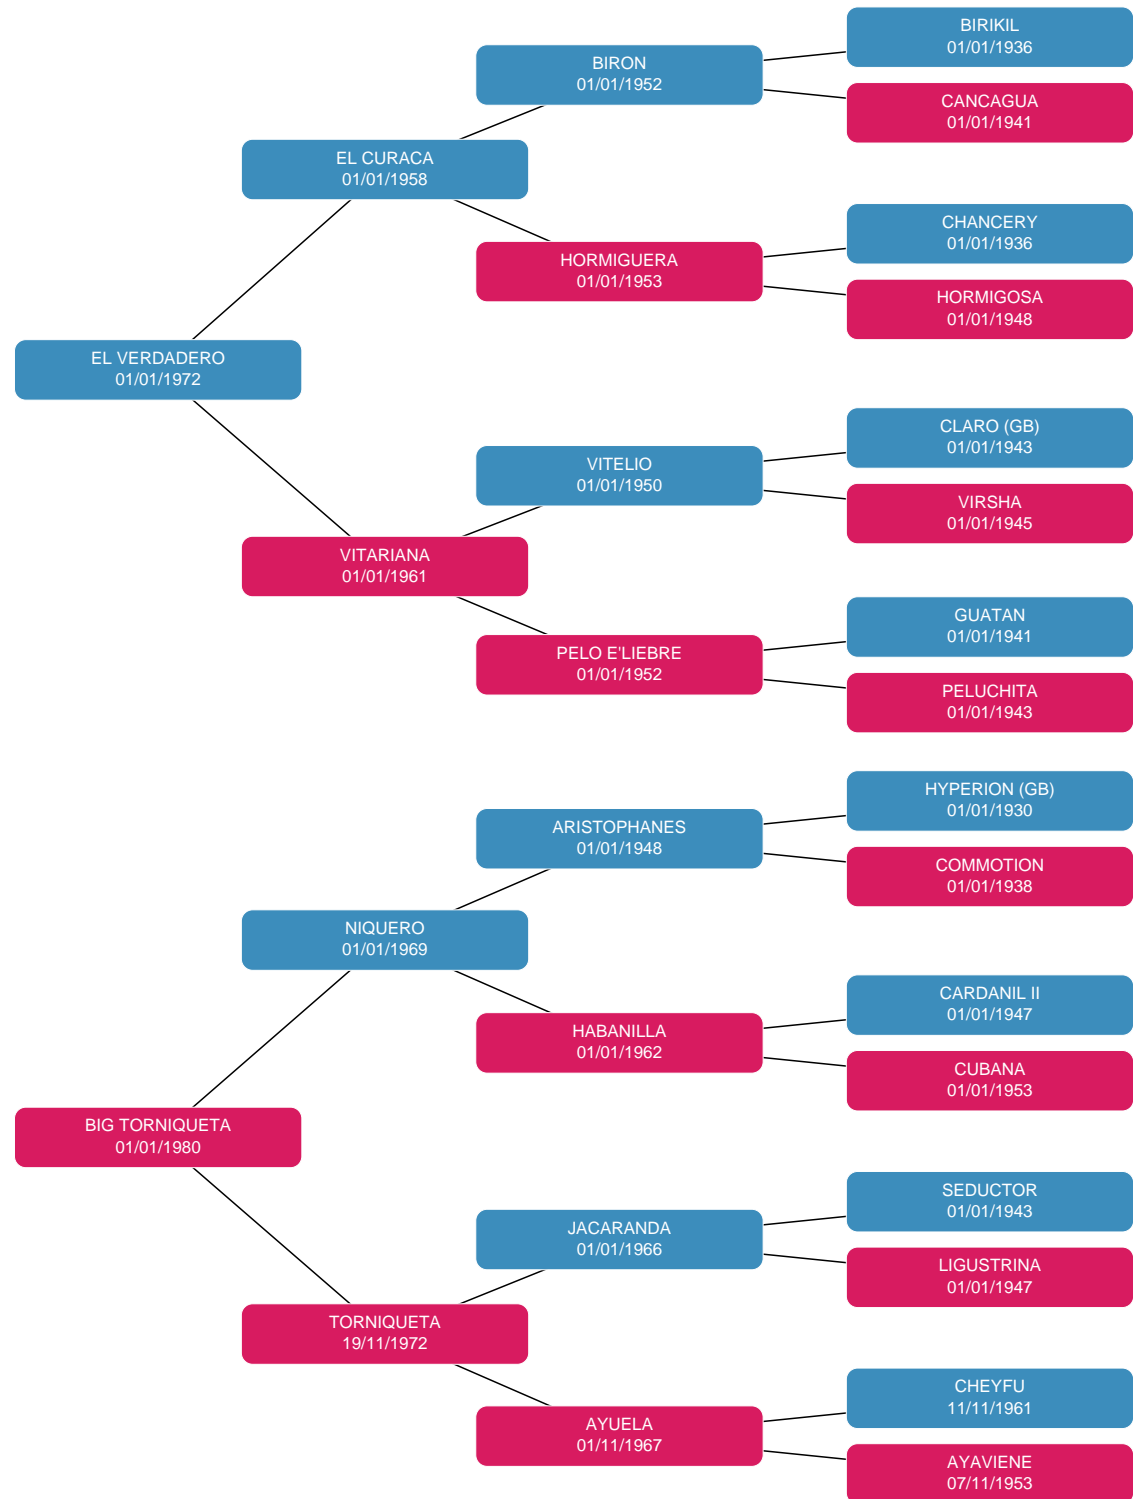 BIRIKIL
01/01/1936
BIRON
01/01/1952
CANCAGUA
01/01/1941
EL CURACA
01/01/1958
CHANCERY
01/01/1936
HORMIGUERA
01/01/1953
HORMIGOSA
01/01/1948
EL VERDADERO
01/01/1972
CLARO (GB)
01/01/1943
VITELIO
01/01/1950
VIRSHA
01/01/1945
VITARIANA
01/01/1961
GUATAN
01/01/1941
PELO E'LIEBRE
01/01/1952
PELUCHITA
01/01/1943
HYPERION (GB)
01/01/1930
ARISTOPHANES
01/01/1948
COMMOTION
01/01/1938
NIQUERO
01/01/1969
CARDANIL II
01/01/1947
HABANILLA
01/01/1962
CUBANA
01/01/1953
BIG TORNIQUETA
01/01/1980
SEDUCTOR
01/01/1943
JACARANDA
01/01/1966
LIGUSTRINA
01/01/1947
TORNIQUETA
19/11/1972
CHEYFU
11/11/1961
AYUELA
01/11/1967
AYAVIENE
07/11/1953